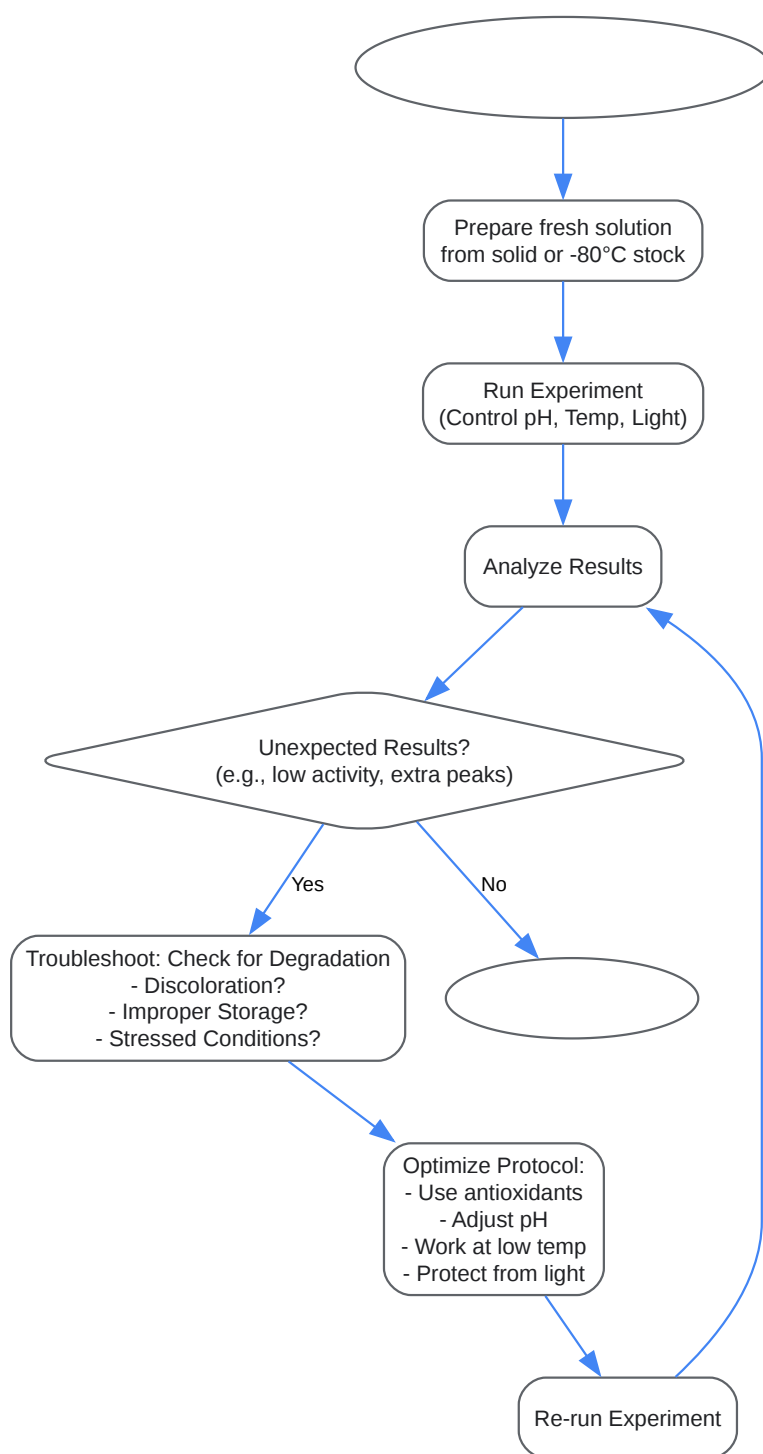 Prepare fresh solution
from solid or -80°C stock
Run Experiment
(Control pH, Temp, Light)
Analyze Results
Unexpected Results?
(e.g., low activity, extra peaks)
Yes
No
Troubleshoot: Check for Degradation
- Discoloration?
- Improper Storage?
- Stressed Conditions?
Optimize Protocol:
- Use antioxidants
- Adjust pH
- Work at low temp
- Protect from light
Re-run Experiment